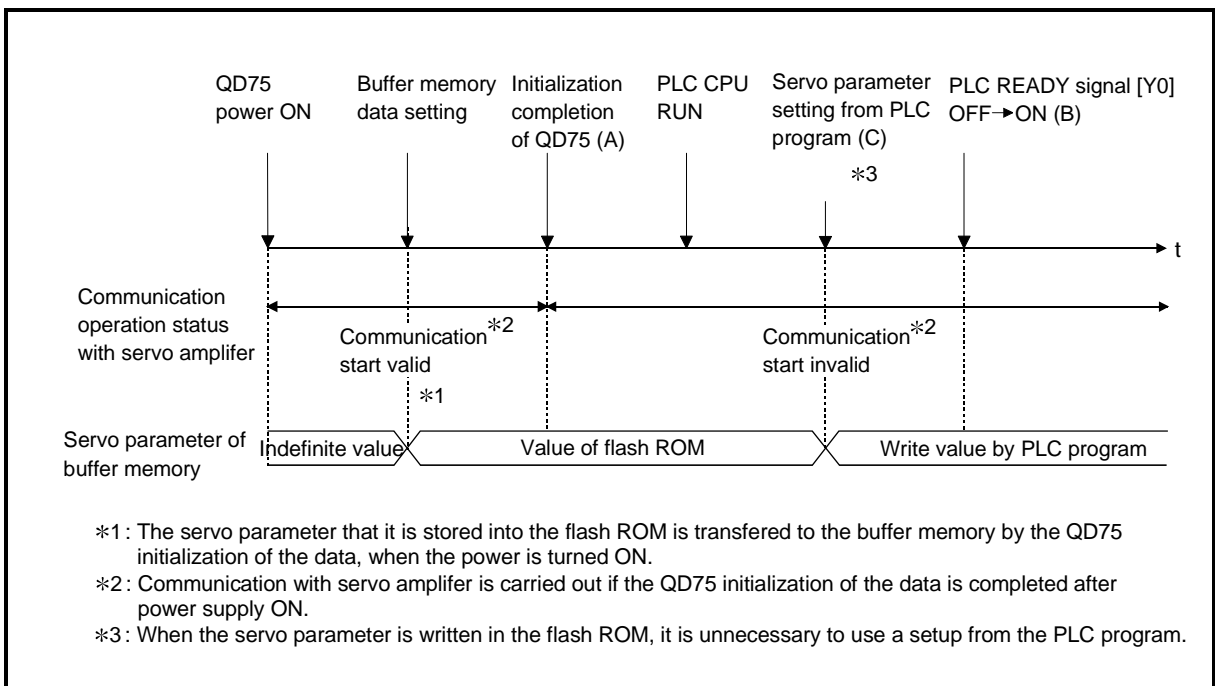 QD75
power ON
Buffer memory
data setting
Initialization
completion
of QD75 (A)
PLC CPU
RUN
Servo parameter
setting from PLC
program (C)
*3
PLC READY signal [Y0]
OFF→ON (B)
t
Communication
operation status
with servo amplifer
Communication*2
start valid
*1
Communication*2
start invalid
Servo parameter of
buffer memory
Indefinite value
Value of flash ROM
Write value by PLC program
*1: The servo parameter that it is stored into the flash ROM is transfered to the buffer memory by the QD75
initialization of the data, when the power is turned ON.
*2: Communication with servo amplifer is carried out if the QD75 initialization of the data is completed after
power supply ON.
*3: When the servo parameter is written in the flash ROM, it is unnecessary to use a setup from the PLC program.